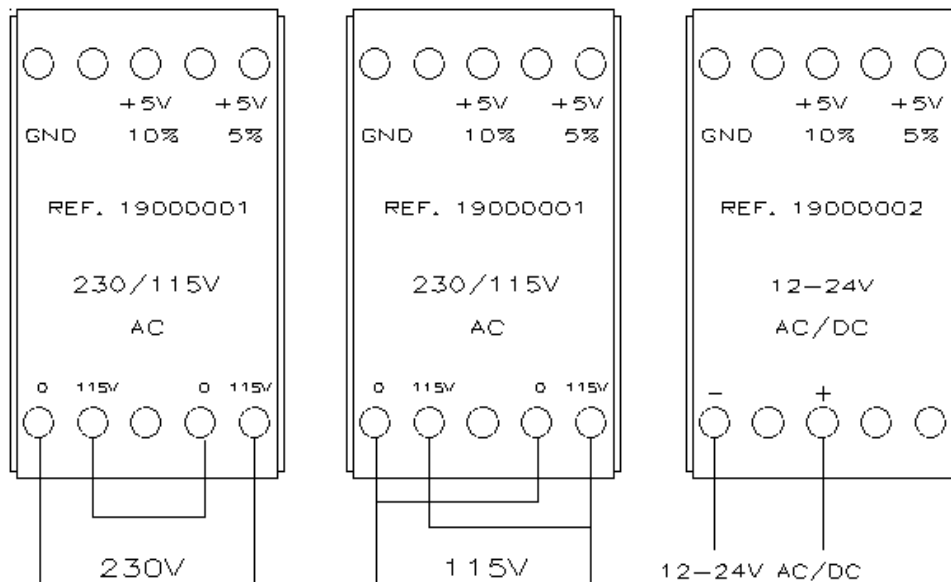 +5V +5V
GND 10% 5%
REF. 19000001
230/115V
AC
0 115V 0 115V
230V
+5V +5V
GND 10% 5%
REF. 19000001
230/115V
AC
0 115V 0 115V
115V
+5V +5V
GND 10% 5%
REF. 19000002
12-24V
AC/DC
- +
12-24V AC/DC